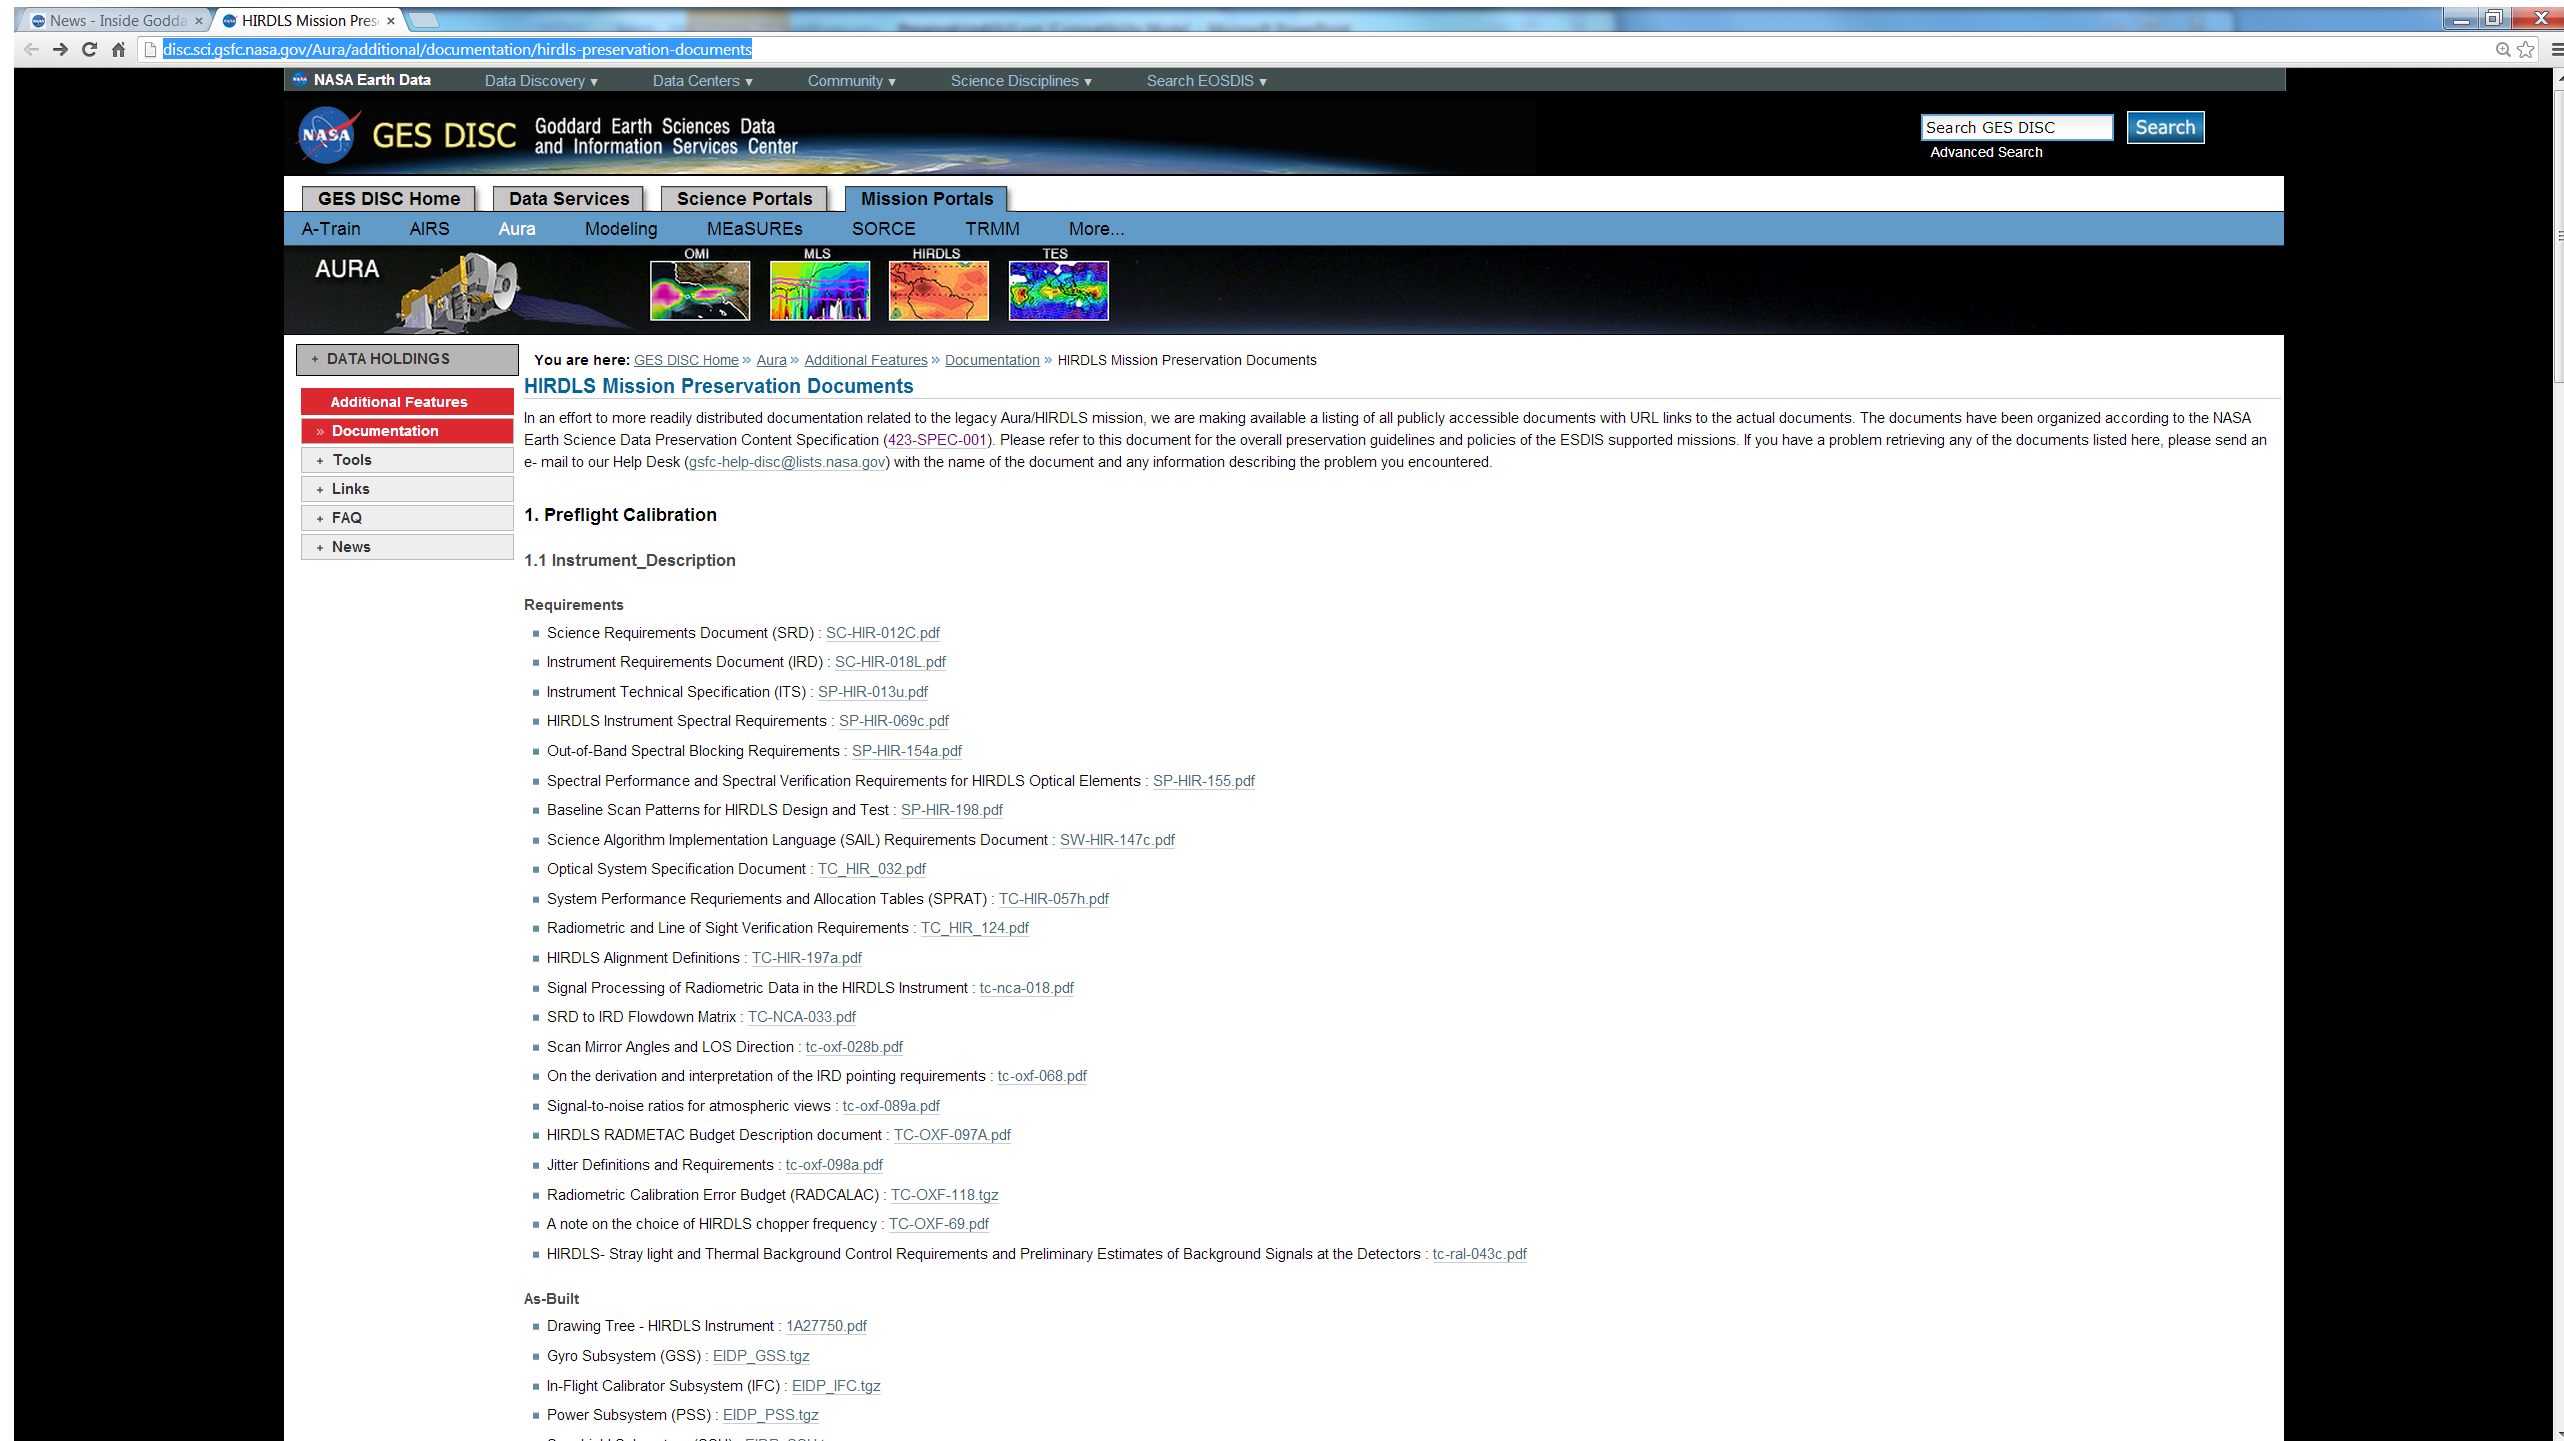 News - Inside Godda × HIRDLS Mission Pres ×
disc.sci.gsfc.nasa.gov/Aura/additional/documentation/hirdls-preservation-documents
NASA Earth Data Data Discovery ▼ Data Centers ▼ Community ▼ Science Disciplines ▼ Search EOSDIS ▼
NASA GES DISC Goddard Earth Sciences Data
and Information Services Center
Search GES DISC Search
Advanced Search
GES DISC Home Data Services Science Portals Mission Portals
A-Train AIRS Aura Modeling MEaSUREs SORCE TRMM More...
AURA OMI MLS HIRDLS TES
+ DATA HOLDINGS
Additional Features
» Documentation
+ Tools
+ Links
+ FAQ
+ News
You are here: GES DISC Home » Aura » Additional Features » Documentation » HIRDLS Mission Preservation Documents
HIRDLS Mission Preservation Documents
In an effort to more readily distributed documentation related to the legacy Aura/HIRDLS mission, we are making available a listing of all publicly accessible documents with URL links to the actual documents. The documents have been organized according to the NASA
Earth Science Data Preservation Content Specification (423-SPEC-001). Please refer to this document for the overall preservation guidelines and policies of the ESDIS supported missions. If you have a problem retrieving any of the documents listed here, please send an
e- mail to our Help Desk (gsfc-help-disc@lists.nasa.gov) with the name of the document and any information describing the problem you encountered.
1. Preflight Calibration
1.1 Instrument_Description
Requirements
Science Requirements Document (SRD) : SC-HIR-012C.pdf
Instrument Requirements Document (IRD) : SC-HIR-018L.pdf
Instrument Technical Specification (ITS) : SP-HIR-013u.pdf
HIRDLS Instrument Spectral Requirements : SP-HIR-069c.pdf
Out-of-Band Spectral Blocking Requirements : SP-HIR-154a.pdf
Spectral Performance and Spectral Verification Requirements for HIRDLS Optical Elements : SP-HIR-155.pdf
Baseline Scan Patterns for HIRDLS Design and Test : SP-HIR-198.pdf
Science Algorithm Implementation Language (SAIL) Requirements Document : SW-HIR-147c.pdf
Optical System Specification Document : TC_HIR_032.pdf
System Performance Requriements and Allocation Tables (SPRAT) : TC-HIR-057h.pdf
Radiometric and Line of Sight Verification Requirements : TC_HIR_124.pdf
HIRDLS Alignment Definitions : TC-HIR-197a.pdf
Signal Processing of Radiometric Data in the HIRDLS Instrument : tc-nca-018.pdf
SRD to IRD Flowdown Matrix : TC-NCA-033.pdf
Scan Mirror Angles and LOS Direction : tc-oxf-028b.pdf
On the derivation and interpretation of the IRD pointing requirements : tc-oxf-068.pdf
Signal-to-noise ratios for atmospheric views : tc-oxf-089a.pdf
HIRDLS RADMETAC Budget Description document : TC-OXF-097A.pdf
Jitter Definitions and Requirements : tc-oxf-098a.pdf
Radiometric Calibration Error Budget (RADCALAC) : TC-OXF-118.tgz
A note on the choice of HIRDLS chopper frequency : TC-OXF-69.pdf
HIRDLS- Stray light and Thermal Background Control Requirements and Preliminary Estimates of Background Signals at the Detectors : tc-ral-043c.pdf
As-Built
Drawing Tree - HIRDLS Instrument : 1A27750.pdf
Gyro Subsystem (GSS) : EIDP_GSS.tgz
In-Flight Calibrator Subsystem (IFC) : EIDP_IFC.tgz
Power Subsystem (PSS) : EIDP_PSS.tgz